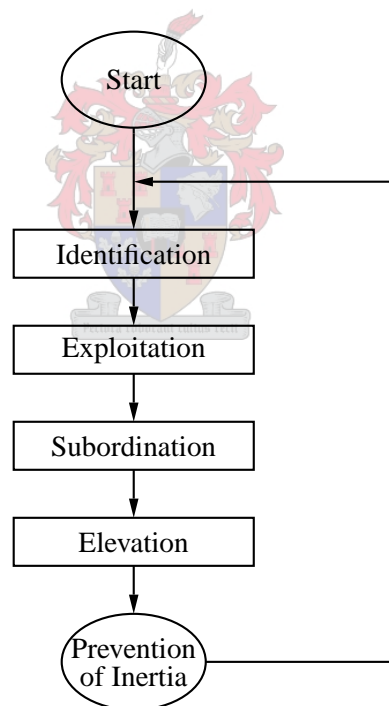 Start
Identification
Exploitation
Subordination
Elevation
Prevention
of Inertia